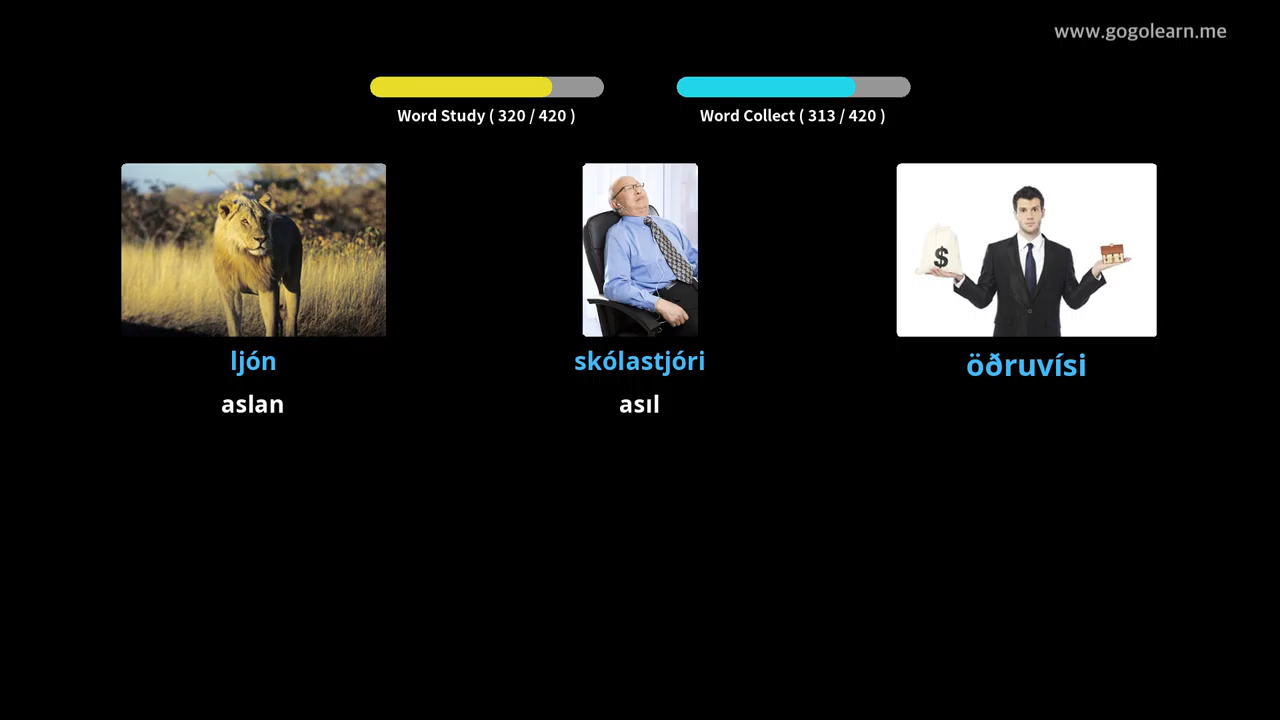 www.gogolearn.me
Word Study ( 320 / 420 )
Word Collect ( 313 / 420 )
$
ljón
skólastjóri
öðruvísi
aslan
asıl